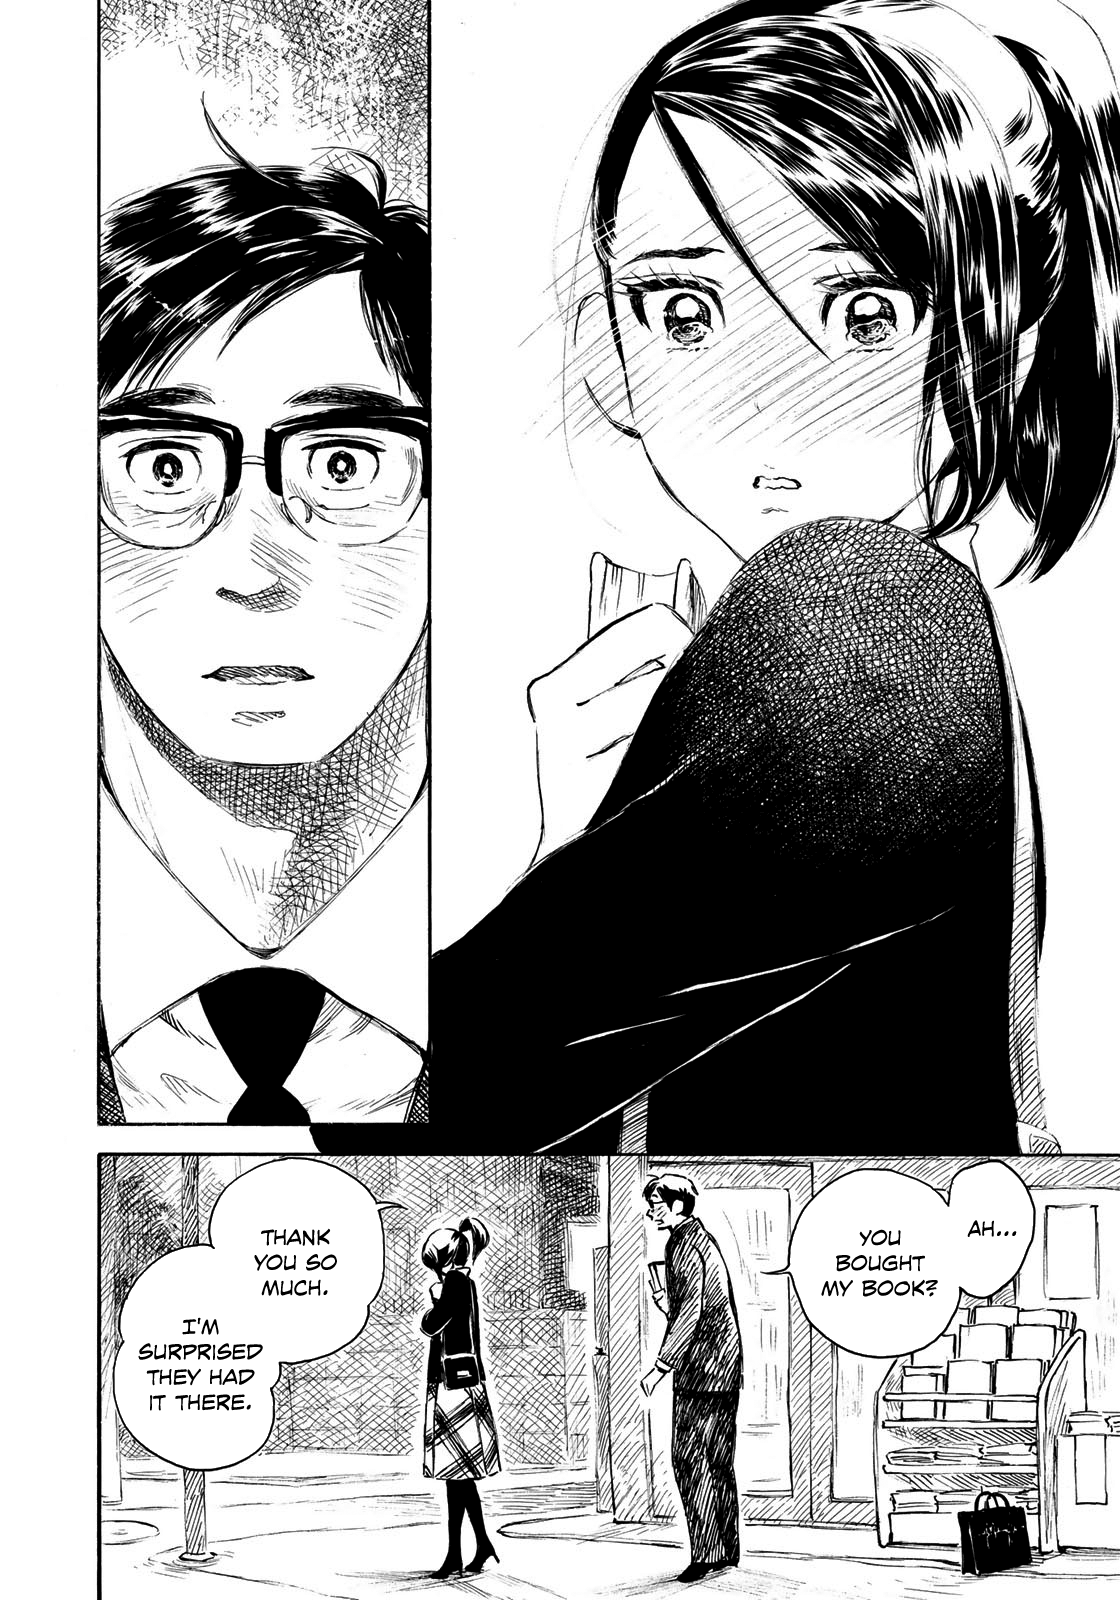 AH...
YOU
BOUGHT
MY BOOK?
THANK
YOU SO
MUCH.
I'M
SURPRISED
THEY HAD
IT THERE.